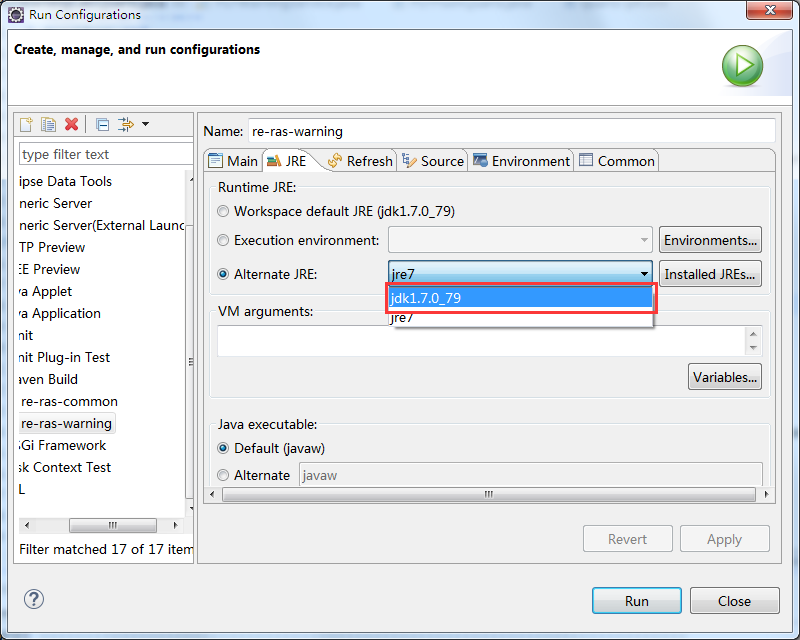 Run Configurations
Create, manage, and run configurations
type filter text
ipse Data Tools
neric Server
neric Server(External Launc
TP Preview
EE Preview
va Applet
va Application
nit
nit Plug-in Test
aven Build
re-ras-common
re-ras-warning
Gi Framework
sk Context Test
L
Filter matched 17 of 17 item
Name: re-ras-warning
Main JRE Refresh Source Environment Common
Runtime JRE:
Workspace default JRE (jdk1.7.0_79)
Execution environment: Environments...
Alternate JRE: jre7 Installed JREs...
jdk1.7.0_79
jre7
VM arguments:
Variables...
Java executable:
Default (javaw)
Alternate javaw
Revert Apply
? Run Close